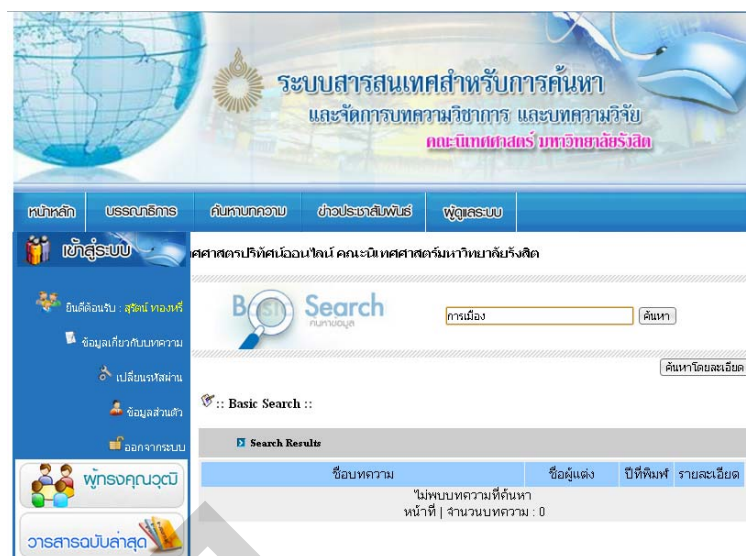 ระบบสารสนเทศสำหรับการค้นหา
และจัดการบทความวิชาการ และบทความวิจัย
คณะนิเทศศาสตร์ มหาวิทยาลัยรังสิต
หน้าหลัก บรรณาธิการ ค้นหาบทความ ข่าวประชาสัมพันธ์ ผู้ดูแลระบบ
เข้าสู่ระบบ
ศศาสตรปริทัศน์ออนไลน์ คณะนิเทศศาสตร์มหาวิทยาลัยรังสิต
ยินดีต้อนรับ : สุรัตน์ ทองหรี่
ข้อมูลเกี่ยวกับบทความ
เปลี่ยนรหัสผ่าน
ข้อมูลส่วนตัว
ออกจากระบบ
ผู้ทรงคุณวุฒิ
วารสารฉบับล่าสุด
Basic Search
ค้นหาข้อมูล
การเมือง ค้นหา
ค้นหาโดยละเอียด
:: Basic Search ::
Search Results
ชื่อบทความ ชื่อผู้แต่ง ปีที่พิมพ์ รายละเอียด
ไม่พบบทความที่ค้นหา
หน้าที่ | จำนวนบทความ : 0